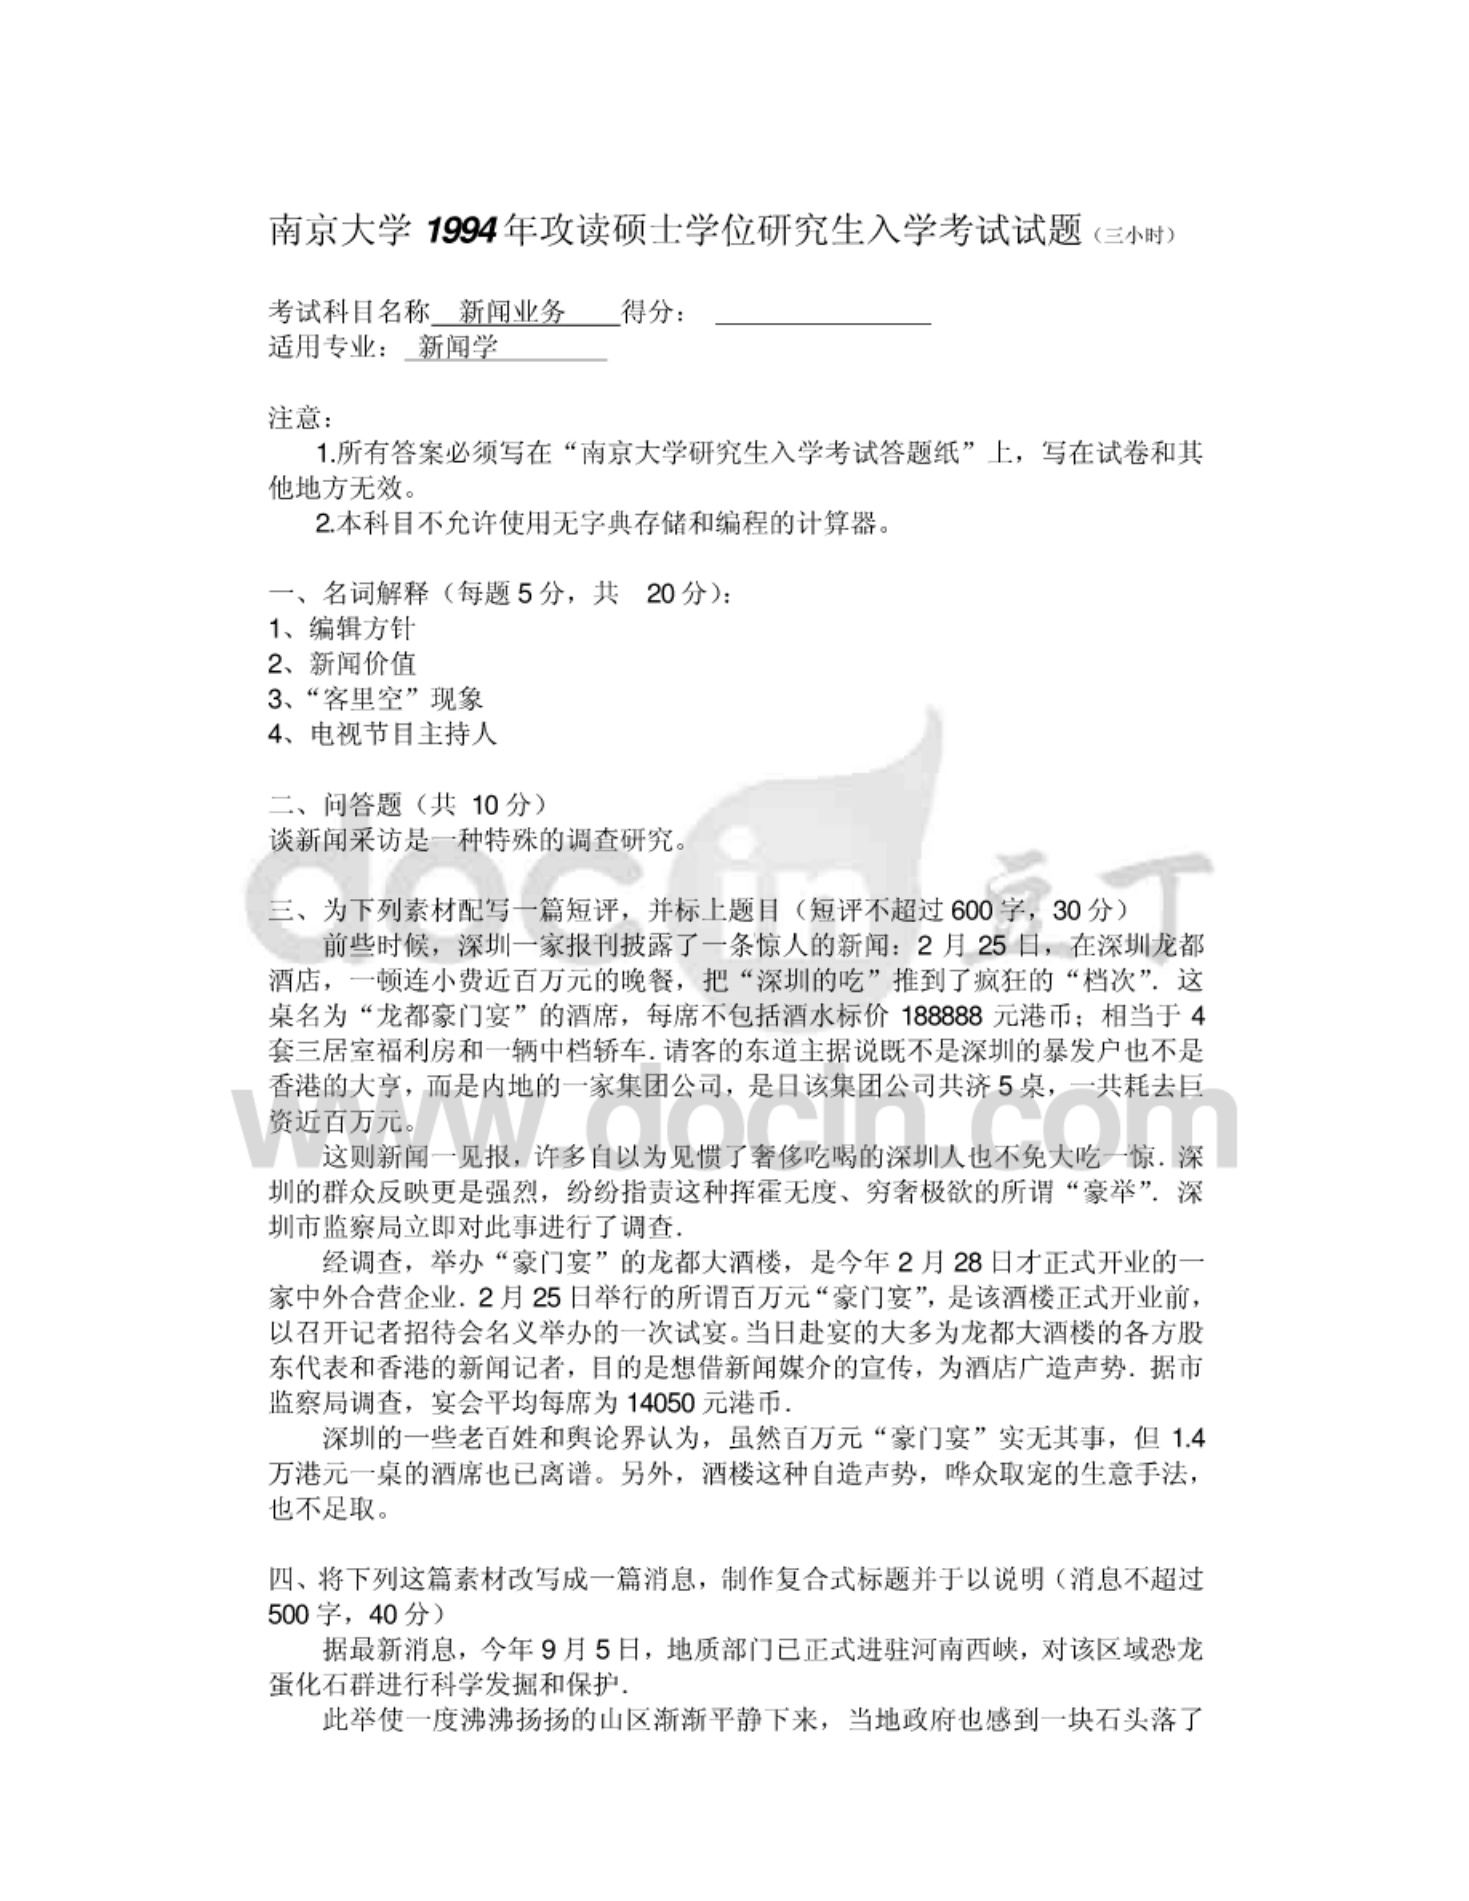 南京大学 1994 年攻读硕士学位研究生入学考试试题（三小时）
考试科目名称 新闻业务 得分：
适用专业： 新闻学
注意：
1.所有答案必须写在“南京大学研究生入学考试答题纸”上，写在试卷和其
他地方无效。
2.本科目不允许使用无字典存储和编程的计算器。
一、名词解释（每题 5 分，共 20 分）：
1、编辑方针
2、新闻价值
3、“客里空”现象
4、电视节目主持人
二、问答题（共 10 分）
谈新闻采访是一种特殊的调查研究。
三、为下列素材配写一篇短评，并标上题目（短评不超过 600 字，30 分）
前些时候，深圳一家报刊披露了一条惊人的新闻：2 月 25 日，在深圳龙都
酒店，一顿连小费近百万元的晚餐，把“深圳的吃”推到了疯狂的“档次”．这
桌名为“龙都豪门宴”的酒席，每席不包括酒水标价 188888 元港币；相当于 4
套三居室福利房和一辆中档轿车．请客的东道主据说既不是深圳的暴发户也不是
香港的大亨，而是内地的一家集团公司，是日该集团公司共济 5 桌，一共耗去巨
资近百万元。
这则新闻一见报，许多自以为见惯了奢侈吃喝的深圳人也不免大吃一惊．深
圳的群众反映更是强烈，纷纷指责这种挥霍无度、穷奢极欲的所谓“豪举”．深
圳市监察局立即对此事进行了调查．
经调查，举办“豪门宴”的龙都大酒楼，是今年 2 月 28 日才正式开业的一
家中外合营企业．2 月 25 日举行的所谓百万元“豪门宴”，是该酒楼正式开业前，
以召开记者招待会名义举办的一次试宴。当日赴宴的大多为龙都大酒楼的各方股
东代表和香港的新闻记者，目的是想借新闻媒介的宣传，为酒店广造声势．据市
监察局调查，宴会平均每席为 14050 元港币．
深圳的一些老百姓和舆论界认为，虽然百万元“豪门宴”实无其事，但 1.4
万港元一桌的酒席也已离谱。另外，酒楼这种自造声势，哗众取宠的生意手法，
也不足取。
四、将下列这篇素材改写成一篇消息，制作复合式标题并于以说明（消息不超过
500 字，40 分）
据最新消息，今年 9 月 5 日，地质部门已正式进驻河南西峡，对该区域恐龙
蛋化石群进行科学发掘和保护．
此举使一度沸沸扬扬的山区渐渐平静下来，当地政府也感到一块石头落了
docin 豆丁
www.docin.com